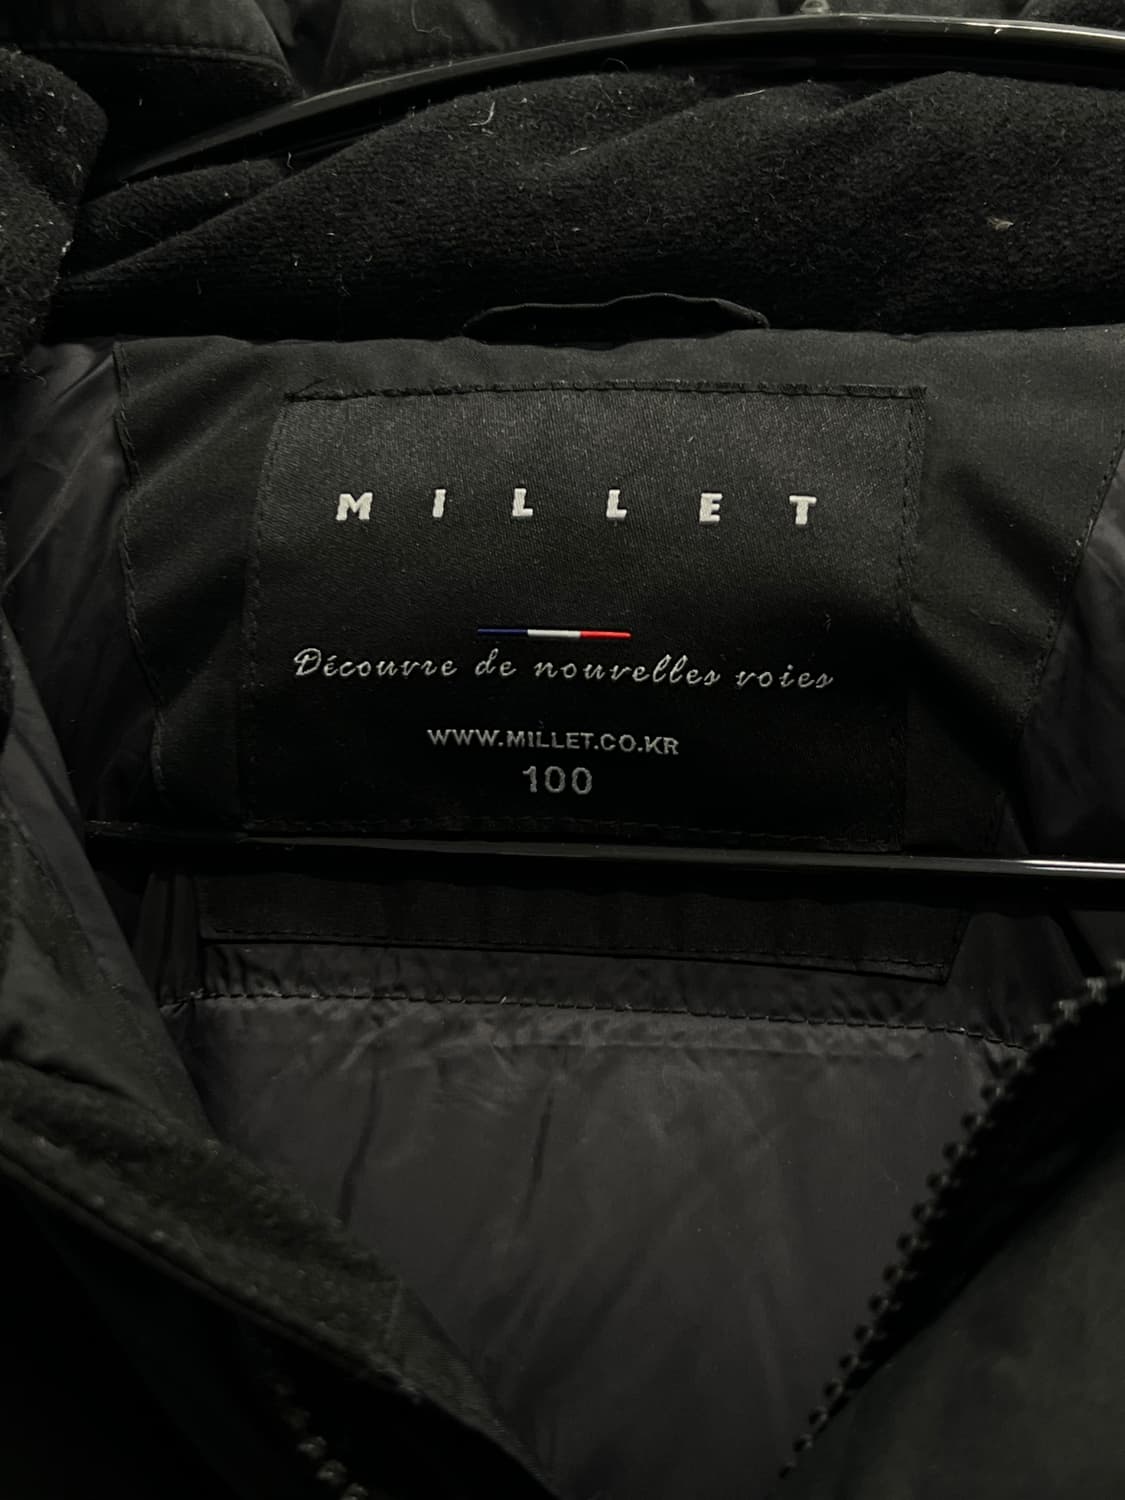 MILLET
Découvre de nouvelles voies
WWW.MILLET.CO.KR
100